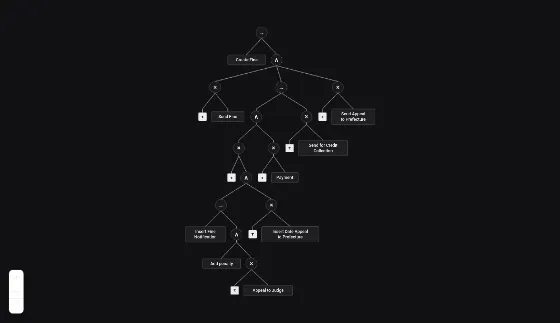 Create Fine
∧
×
→
×
Send Fine
∧
×
Send Appeal
to Prefecture
Send for Credit
Collection
×
×
∧
Payment
×
Insert Fine
Notification
∧
Insert Date Appeal
to Prefecture
Add penalty
×
Appeal to Judge